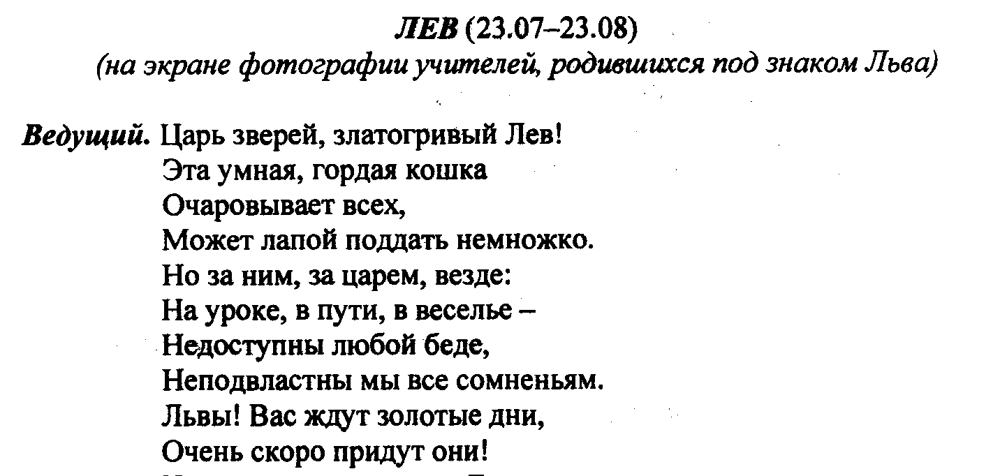 ЛЕВ (23.07–23.08)
(на экране фотографии учителей, родившихся под знаком Льва)
Ведущий. Царь зверей, златогривый Лев!
Эта умная, гордая кошка
Очаровывает всех,
Может лапой поддать немножко.
Но за ним, за царем, везде:
На уроке, в пути, в веселье –
Недоступны любой беде,
Неподвластны мы все сомненьям.
Львы! Вас ждут золотые дни,
Очень скоро придут они!